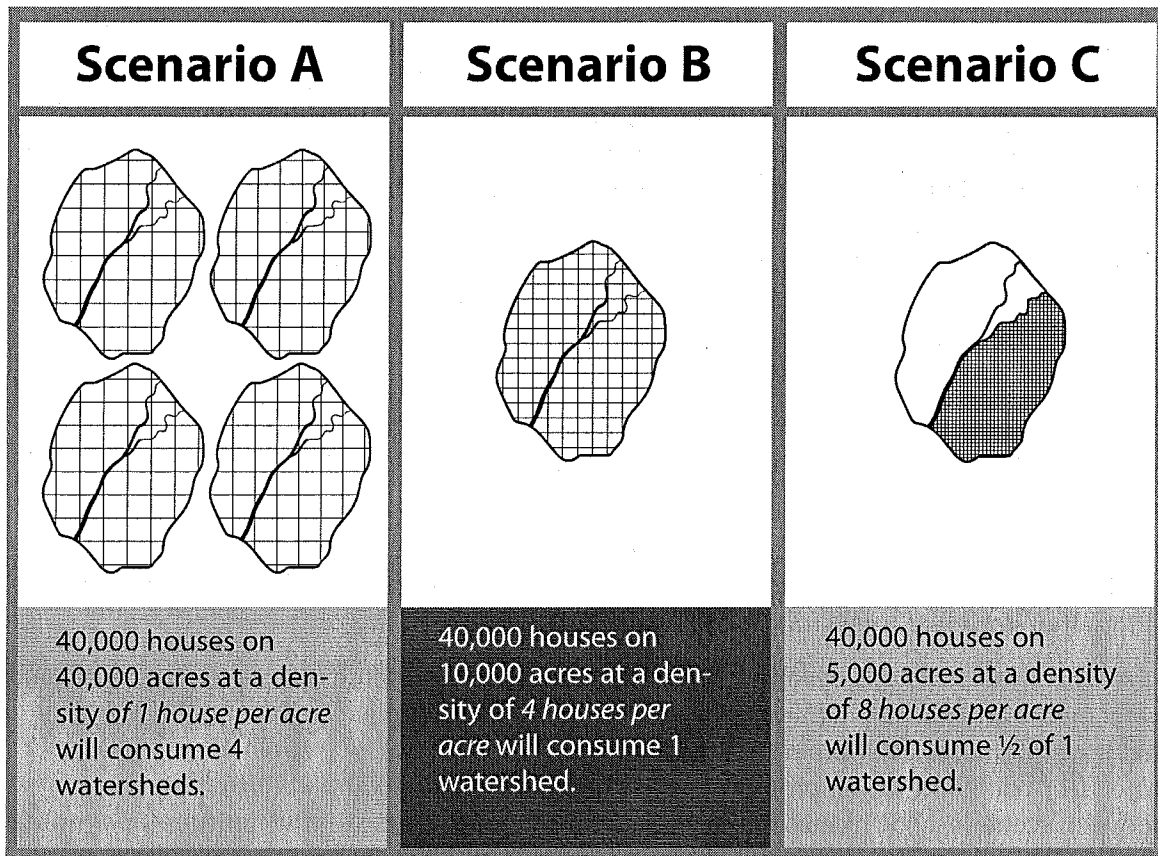 Scenario A
Scenario B
Scenario C
40,000 houses on
40,000 acres at a den-
sity of 1 house per acre
will consume 4
watersheds.
40,000 houses on
10,000 acres at a den-
sity of 4 houses per
acre will consume 1
watershed.
40,000 houses on
5,000 acres at a density
of 8 houses per acre
will consume ½ of 1
watershed.